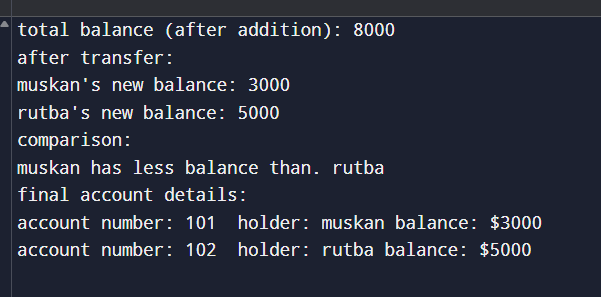 total balance (after addition): 8000
after transfer:
muskan's new balance: 3000
rutba's new balance: 5000
comparison:
muskan has less balance than. rutba
final account details:
account number: 101  holder: muskan balance: $3000
account number: 102  holder: rutba balance: $5000